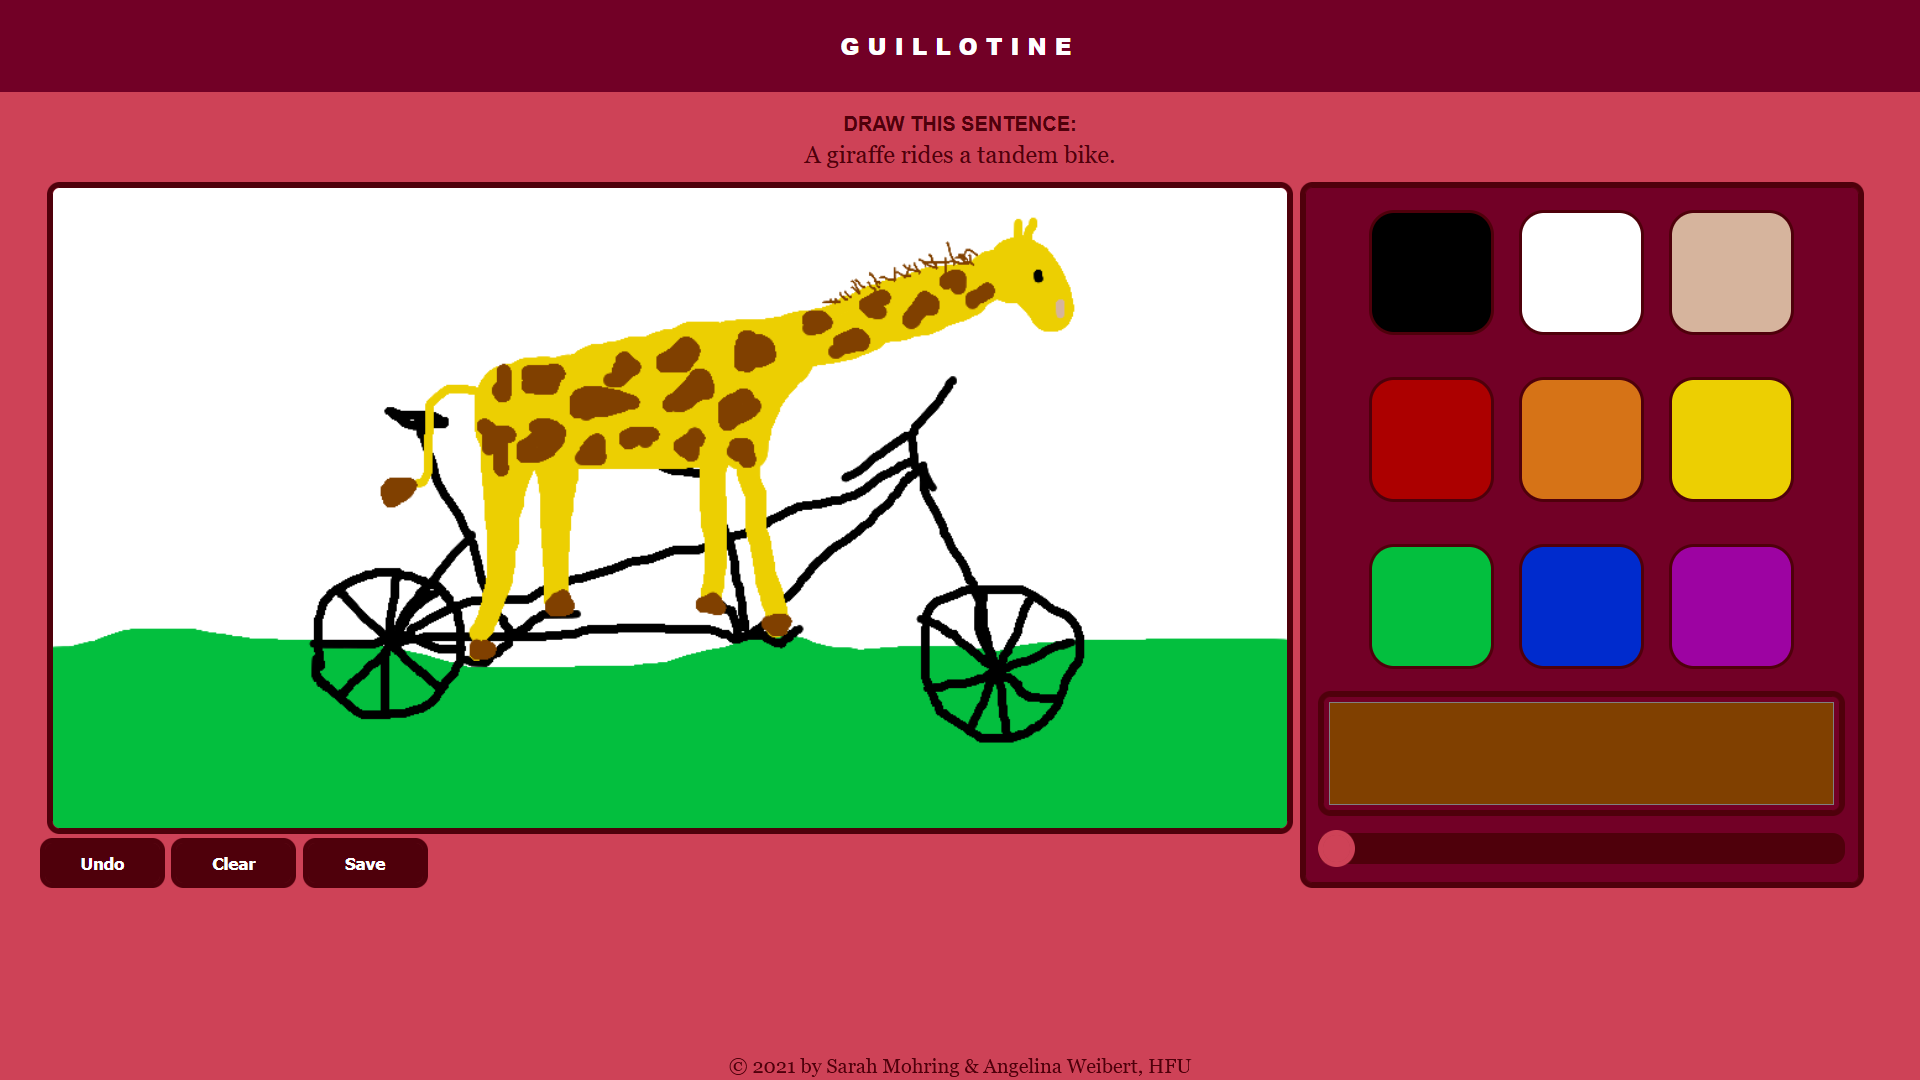 GUILLOTINE
DRAW THIS SENTENCE:
A giraffe rides a tandem bike.
Undo
Clear
Save
© 2021 by Sarah Mohring & Angelina Weibert, HFU